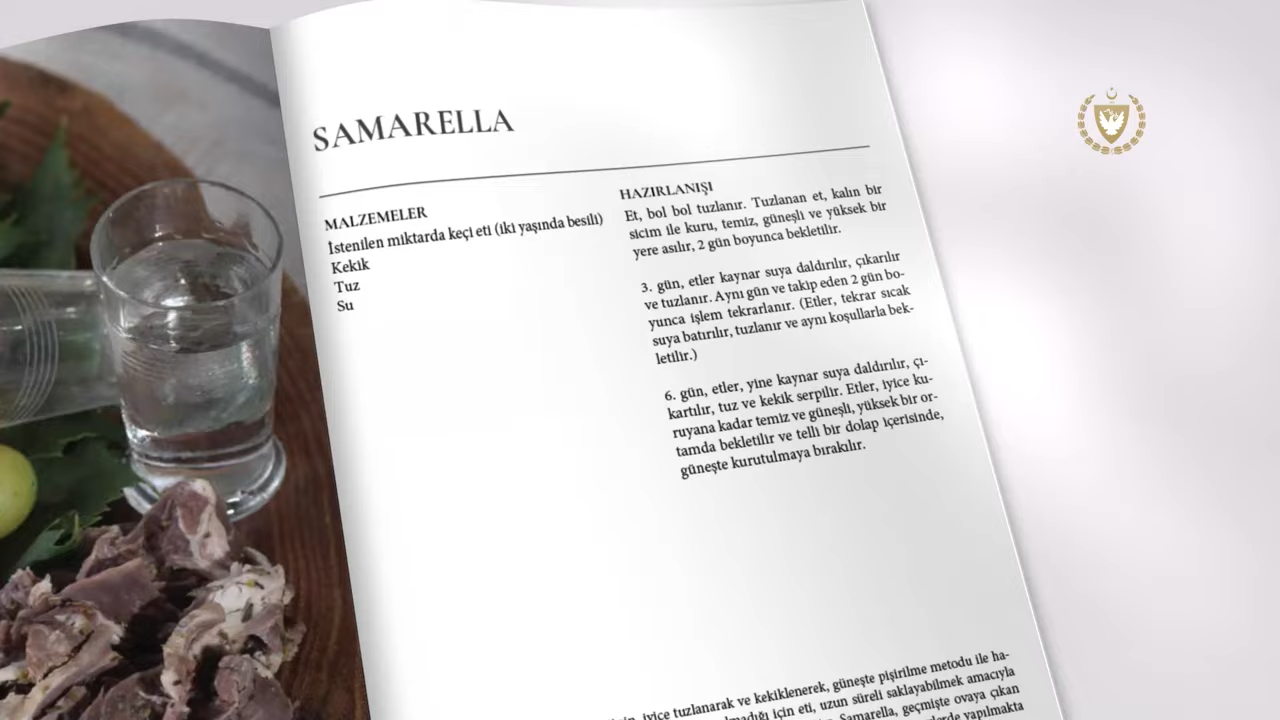 SAMARELLA
MALZEMELER
İstenilen miktarda keçi eti (iki yaşında besili)
Kekik
Tuz
Su
HAZIRLANIŞI
Et, bol bol tuzlanır. Tuzlanan et, kalın bir
sicim ile kuru, temiz, güneşli ve yüksek bir
yere asılır, 2 gün boyunca bekletilir.
3. gün, etler kaynar suya daldırılır, çıkarılır
ve tuzlanır. Aynı gün ve takip eden 2 gün bo-
yunca işlem tekrarlanır. (Etler, tekrar sıcak
suya batırılır, tuzlanır ve aynı koşullarla bek-
letilir.)
6. gün, etler, yine kaynar suya daldırılır, çı-
kartılır, tuz ve kekik serpilir. Etler, iyice ku-
ruyana kadar temiz ve güneşli, yüksek bir or-
tamda bekletilir ve telli bir dolap içerisinde,
güneşte kurutulmaya bırakılır.
iyice tuzlanarak ve kekiklenerek, güneşte pişirilme metodu ile ha-
için eti, uzun süreli saklayabilmek amacıyla
Samarella, geçmişte ovaya çıkan
yapılmakta